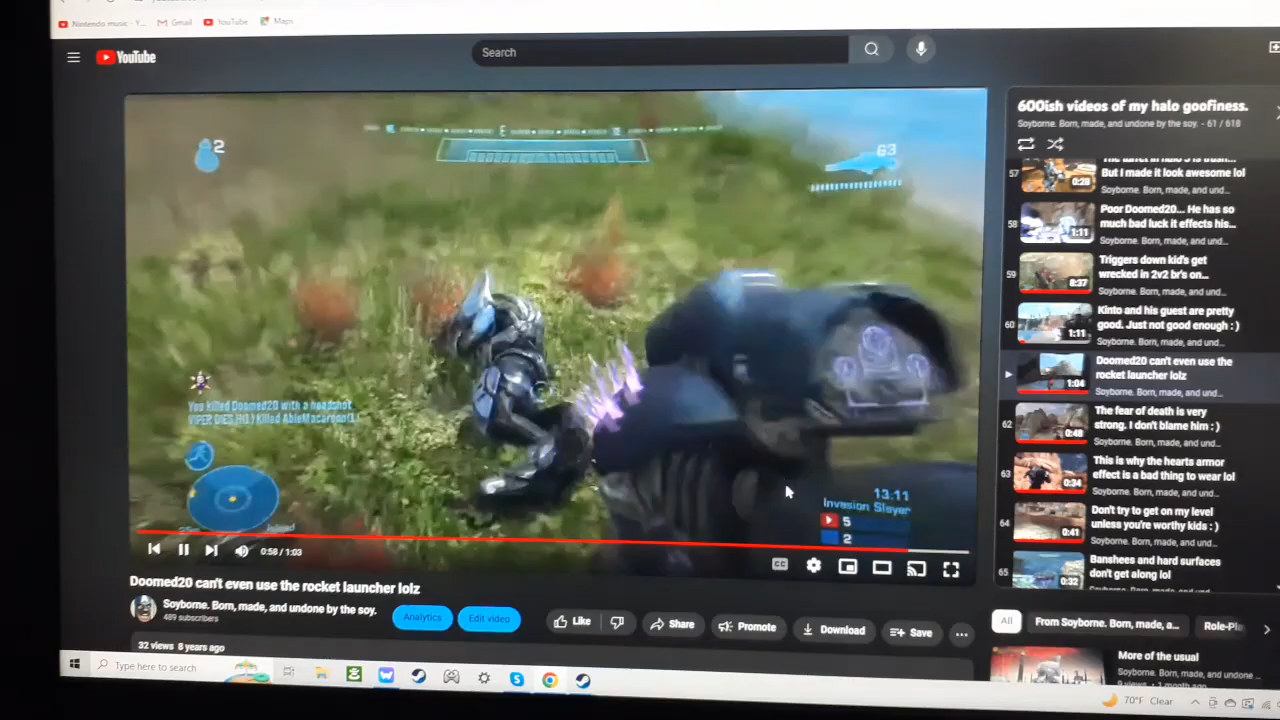 Nintendo music - Y...
Gmail
YouTube
Maps
YouTube
Search
2
E
63
You killed Doomed20 with a headshot.
13:11
Invasion Slayer
5
2
0:58 / 1:03
CC
Doomed20 can't even use the rocket launcher lolz
Soyborne. Born, made, and undone by the soy.
489 subscribers
Analytics
Edit video
Like
Share
Promote
Download
Save
32 views 8 years ago
600ish videos of my halo goofiness.
Soyborne. Born, made, and undone by the soy. - 61 / 618
57
0:28
But I made it look awesome lol
Soyborne. Born, made, and und...
58
1:11
Poor Doomed20... He has so
much bad luck it effects his...
Soyborne. Born, made, and und...
59
8:37
Triggers down kid's get
wrecked in 2v2 br's on...
Soyborne. Born, made, and und...
60
1:11
Kinto and his guest are pretty
good. Just not good enough : )
Soyborne. Born, made, and und...
1:04
Doomed20 can't even use the
rocket launcher lolz
Soyborne. Born, made, and und...
62
0:48
The fear of death is very
strong. I don't blame him : )
Soyborne. Born, made, and und...
63
0:34
This is why the hearts armor
effect is a bad thing to wear lol
Soyborne. Born, made, and und...
64
0:41
Don't try to get on my level
unless you're worthy kids : )
Soyborne. Born, made, and und...
65
0:32
Banshees and hard surfaces
don't get along lol
Soyborne. Born, made, and und...
All
From Soyborne. Born, made, a...
Role-Pl
More of the usual
Soyborne. Born, made, and undone ...
Type here to search
70°F Clear